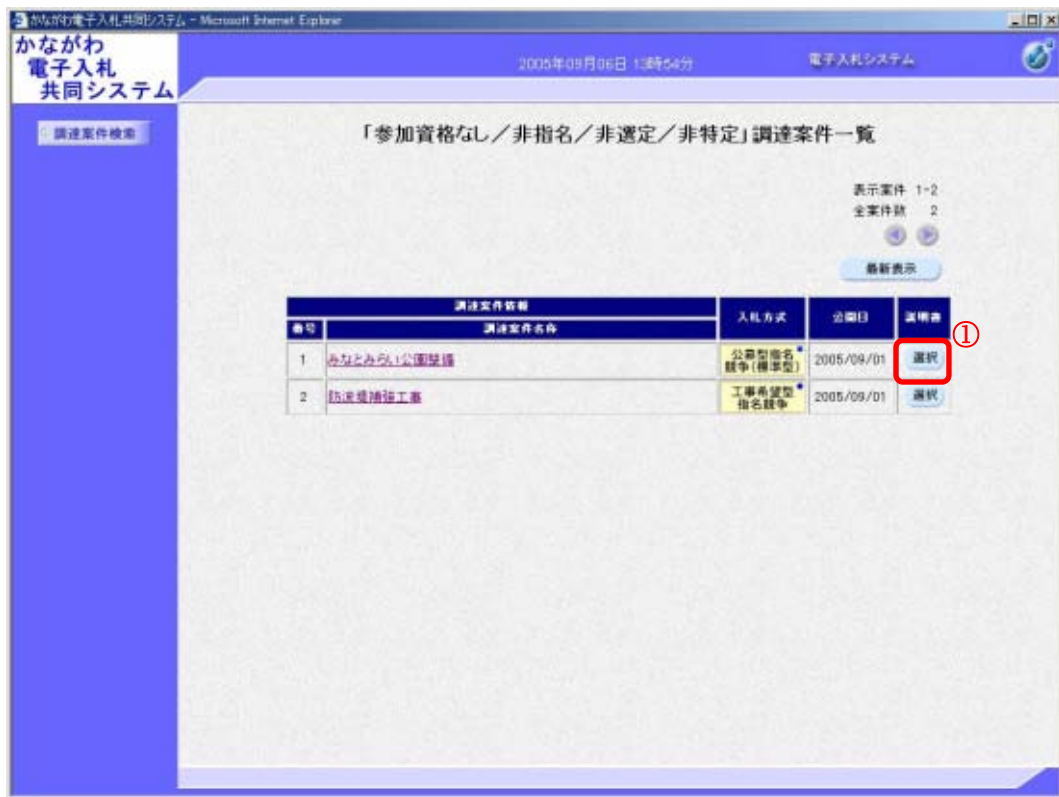 かながわ電子入札共同システム - Microsoft Internet Explorer
かながわ
電子入札
共同システム
2005年09月06日 13時54分
電子入札システム
調達案件検索
「参加資格なし／非指名／非選定／非特定」調達案件一覧
表示案件 1-2
全案件数 2
最新表示
調達案件情報
入札方式
公開日
説明書
番号
調達案件名称
①
1
みなとみらい公園整備
公募型指名
競争(標準型)
2005/09/01
選択
2
防波堤補強工事
工事希望型
指名競争
2005/09/01
選択